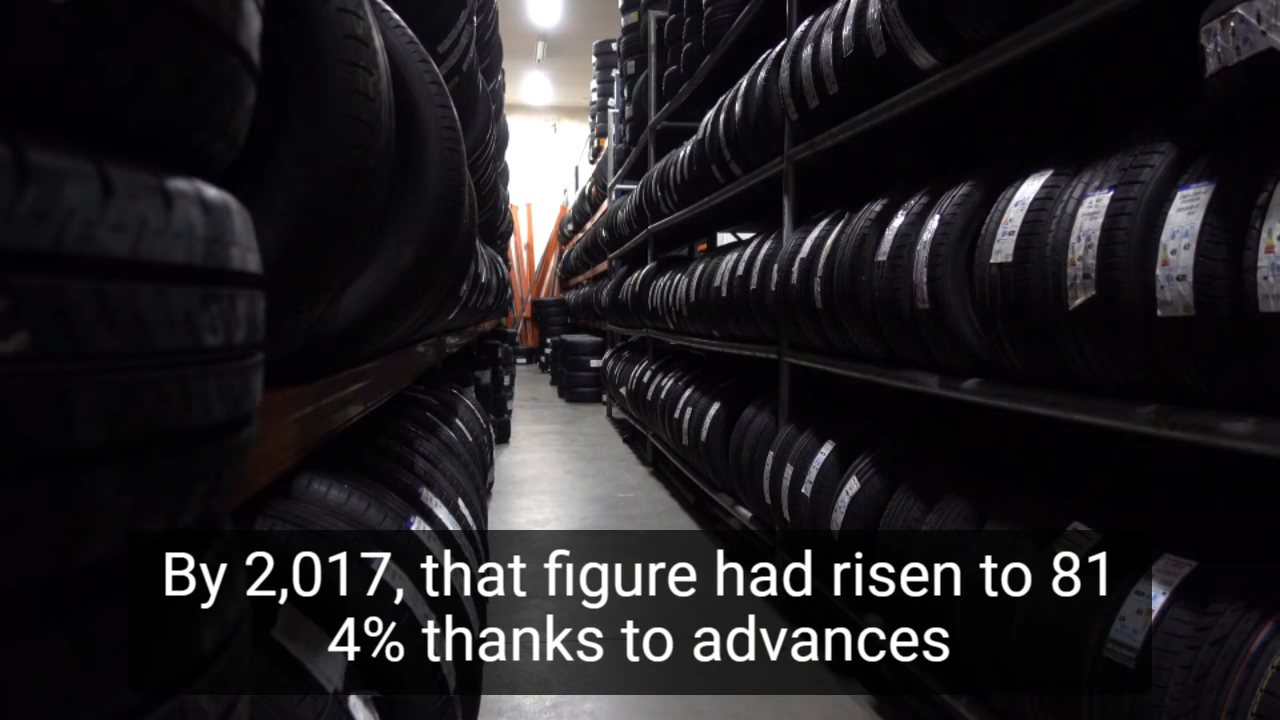 By 2,017, that figure had risen to 81
4% thanks to advances